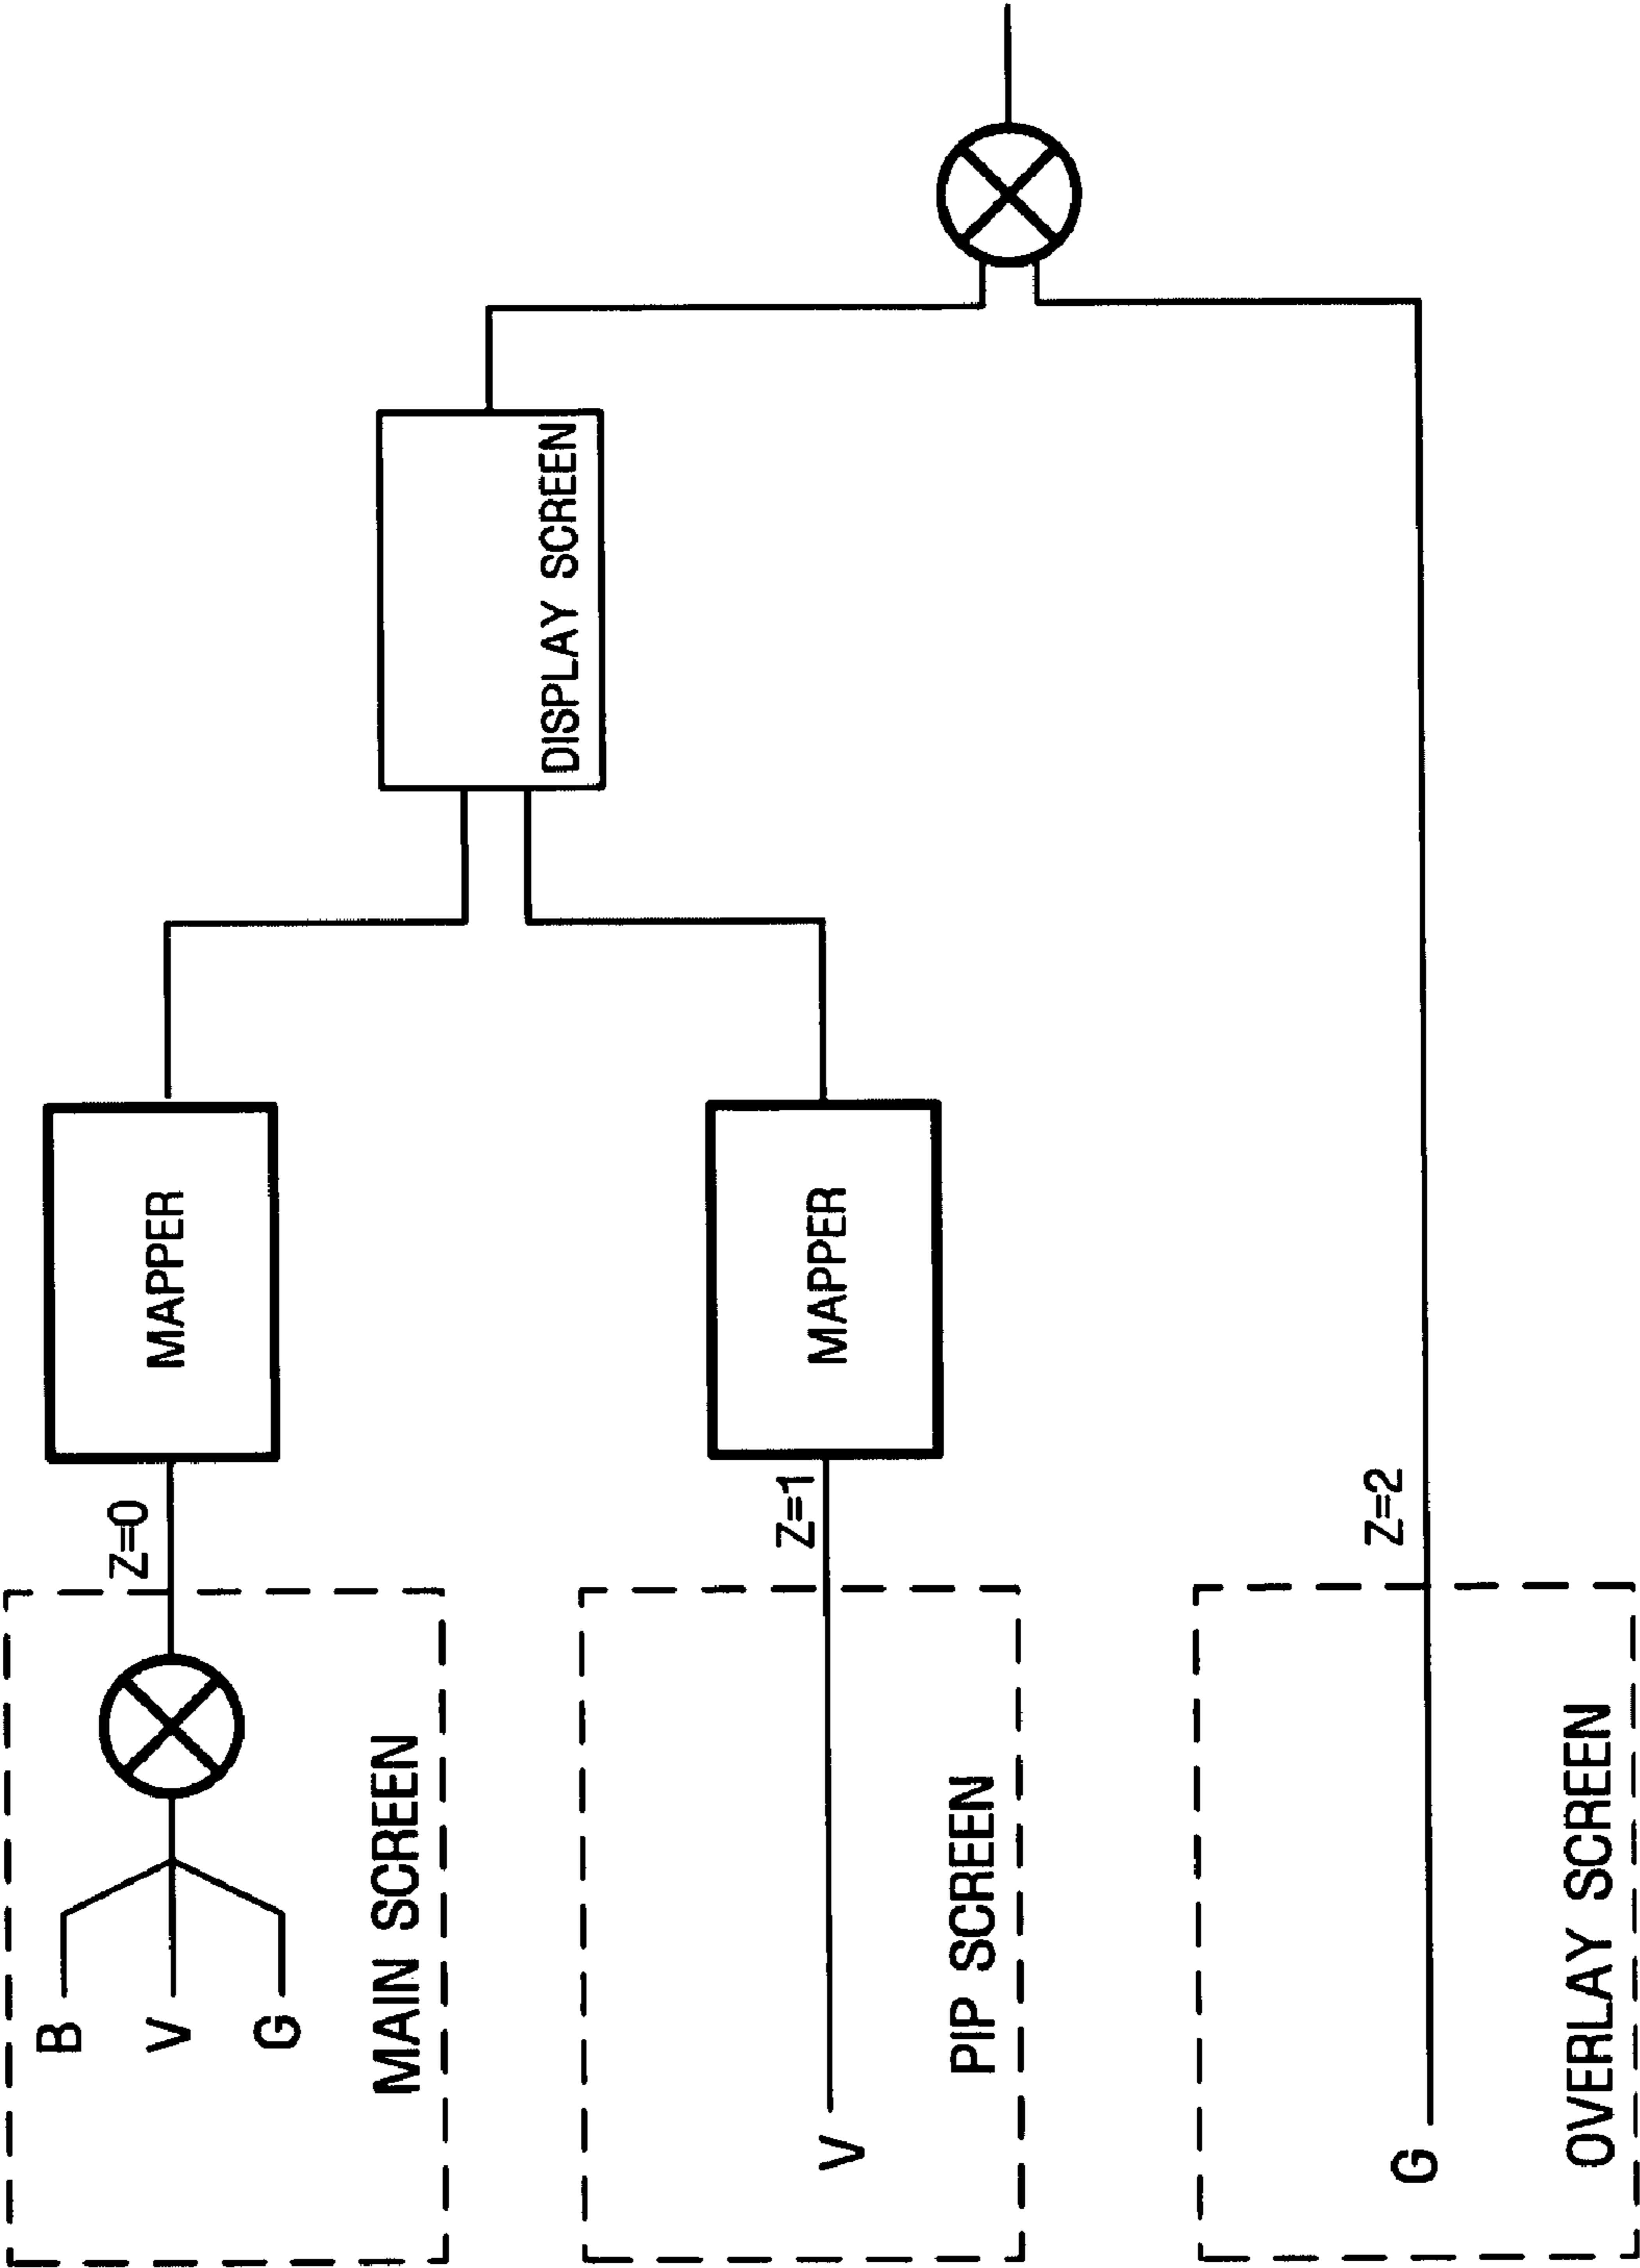 B
V
G
MAIN SCREEN
Z=0
MAPPER
V
PIP SCREEN
Z=1
MAPPER
DISPLAY SCREEN
G
OVERLAY SCREEN
Z=2